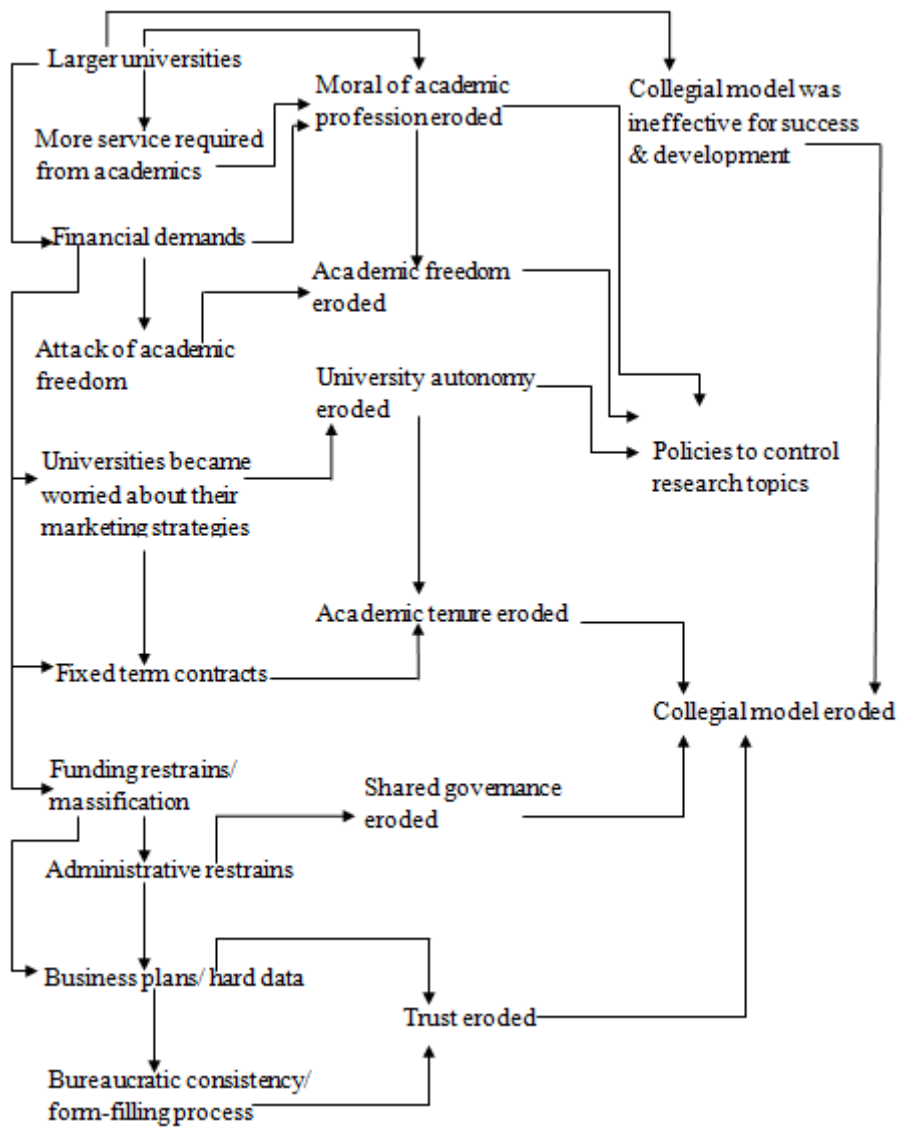 Larger universities
Moral of academic
profession eroded
Collegial model was
ineffective for success
& development
More service required
from academics
Financial demands
Academic freedom
eroded
Attack of academic
freedom
University autonomy
eroded
Universities became
worried about their
marketing strategies
Policies to control
research topics
Academic tenure eroded
Fixed term contracts
Collegial model eroded
Funding restrains/
massification
Shared governance
eroded
Administrative restrains
Business plans/ hard data
Trust eroded
Bureaucratic consistency/
form-filling process